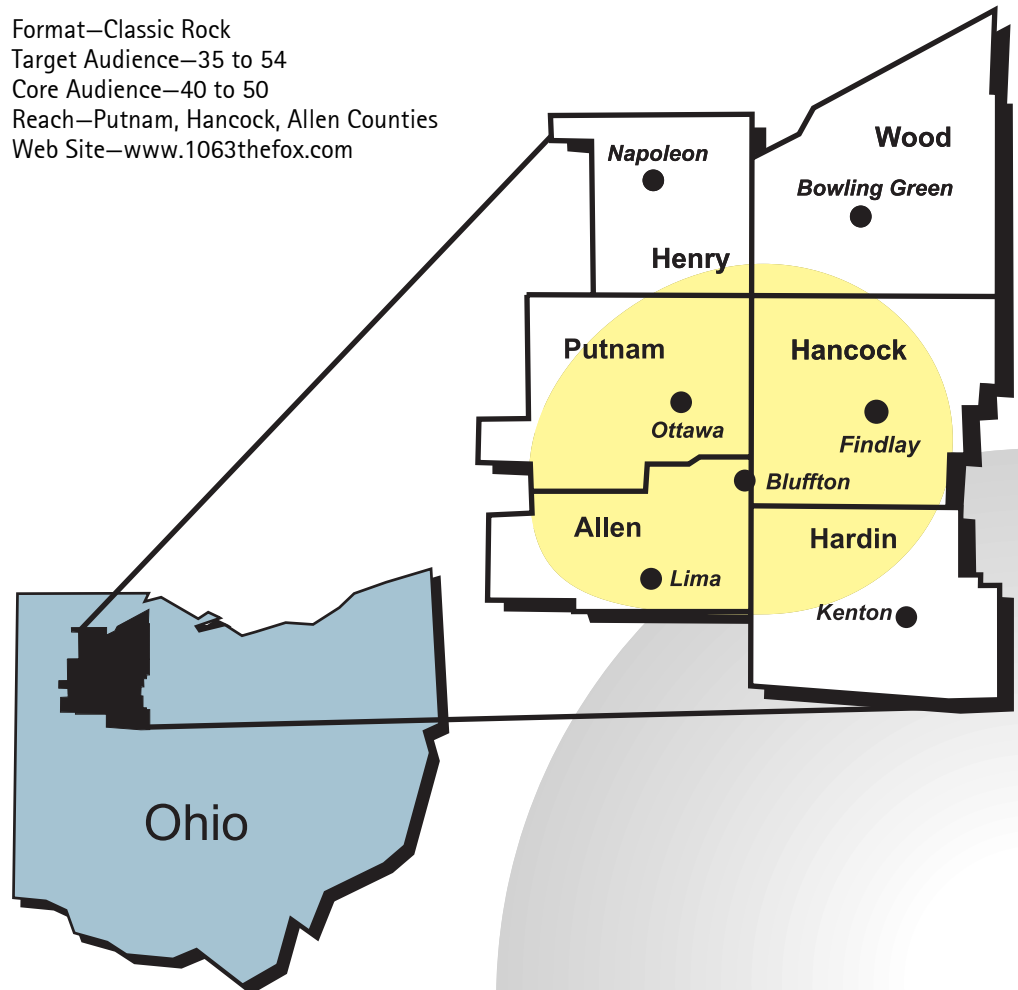 Format—Classic Rock
Target Audience—35 to 54
Core Audience—40 to 50
Reach—Putnam, Hancock, Allen Counties
Web Site—www.1063thefox.com
Wood
Napoleon
Bowling Green
Henry
Putnam
Hancock
Ottawa
Findlay
Bluffton
Allen
Hardin
Lima
Kenton
Ohio